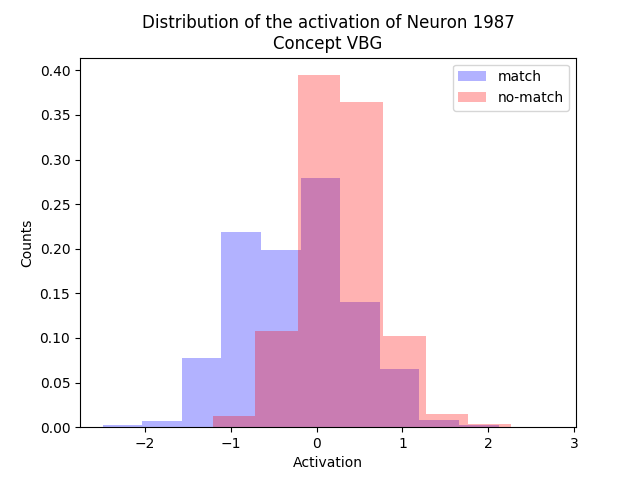 Distribution of the activation of Neuron 1987
Concept VBG
match
no-match
0.40
0.35
0.30
0.25
0.20
0.15
0.10
0.05
0.00
Counts
−2
−1
0
1
2
3
Activation